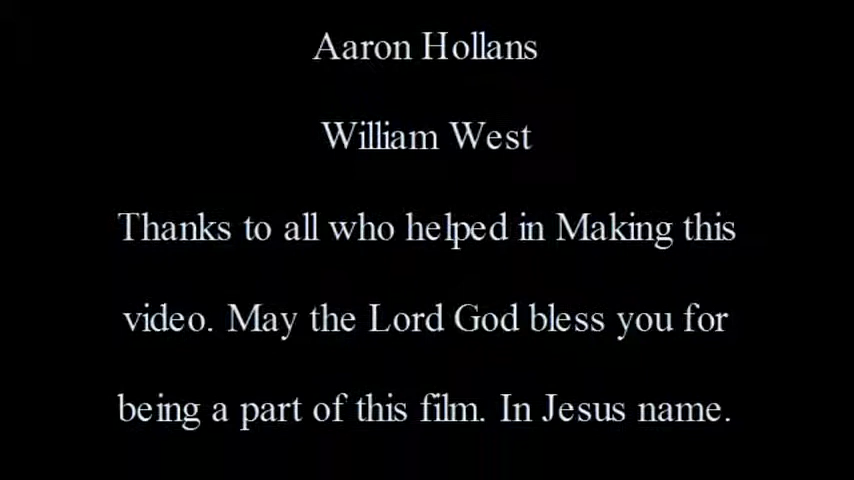 Aaron Hollans
William West
Thanks to all who helped in Making this
video. May the Lord God bless you for
being a part of this film. In Jesus name.